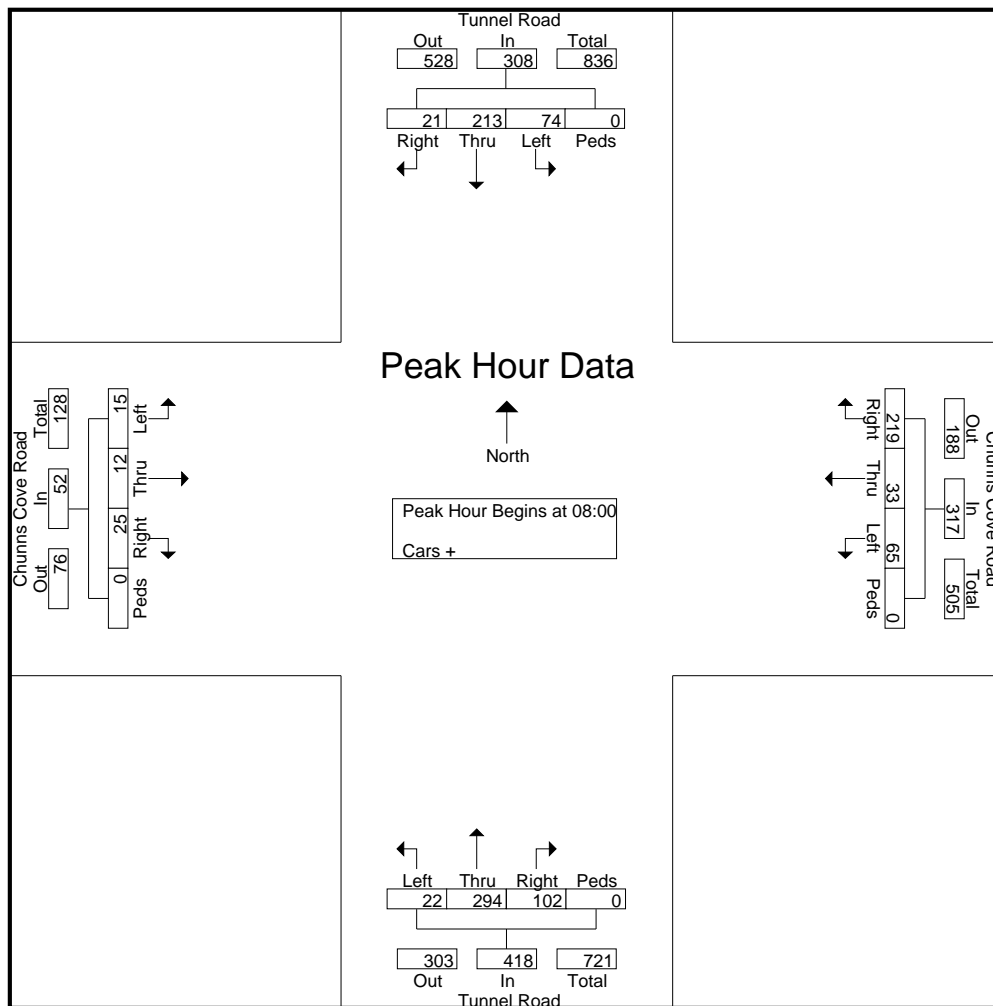 Tunnel Road
Out In Total
528 308 836
21 213 74 0
Right Thru Left Peds
Peak Hour Data
North
Peak Hour Begins at 08:00
Cars +
Chunns Cove Road
Total In Out
128 52 76
15 12 25 0
Left Thru Right Peds
Right Thru Left Peds
219 33 65 0
188 317 505
Out In Total
Chunns Cove Road
Left Thru Right Peds
22 294 102 0
303 418 721
Out In Total
Tunnel Road